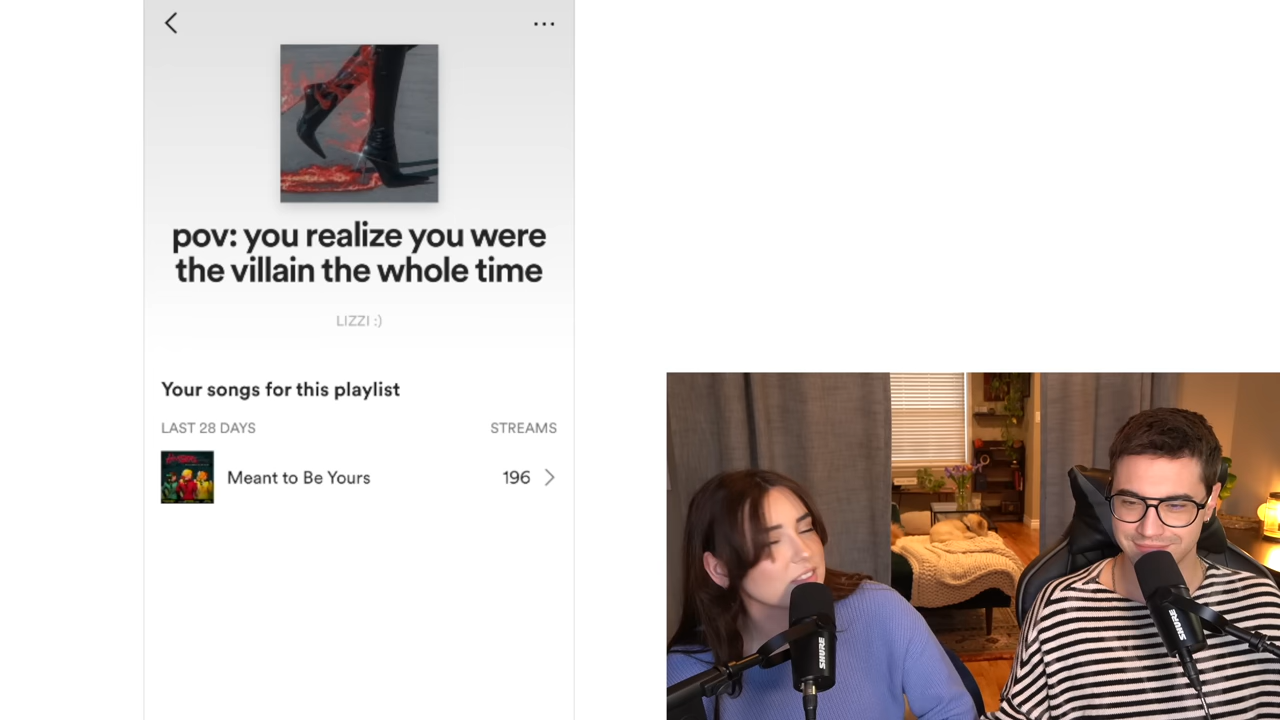 pov: you realize you were
the villain the whole time
LIZZI :)
Your songs for this playlist
LAST 28 DAYS STREAMS
Meant to Be Yours 196
SHURE
SHURE